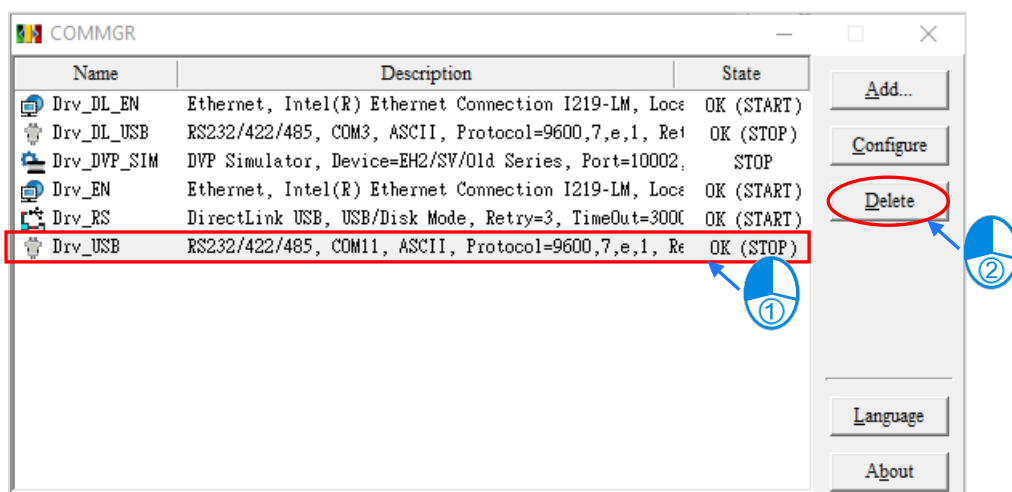 COMMGR
Name Description State
Drv_DL_EN Ethernet, Intel(R) Ethernet Connection I219-LM, Loca OK (START)
Drv_DL_USB RS232/422/485, COM3, ASCII, Protocol=9600,7,e,1, Ret OK (STOP)
Drv_DVP_SIM DVP Simulator, Device=EH2/SV/Old Series, Port=10002, STOP
Drv_EN Ethernet, Intel(R) Ethernet Connection I219-LM, Loca OK (START)
Drv_RS DirectLink USB, USB/Disk Mode, Retry=3, TimeOut=3000 OK (START)
Drv_USB RS232/422/485, COM11, ASCII, Protocol=9600,7,e,1, Re OK (STOP)
①
Add...
Configure
Delete
②
Language
About